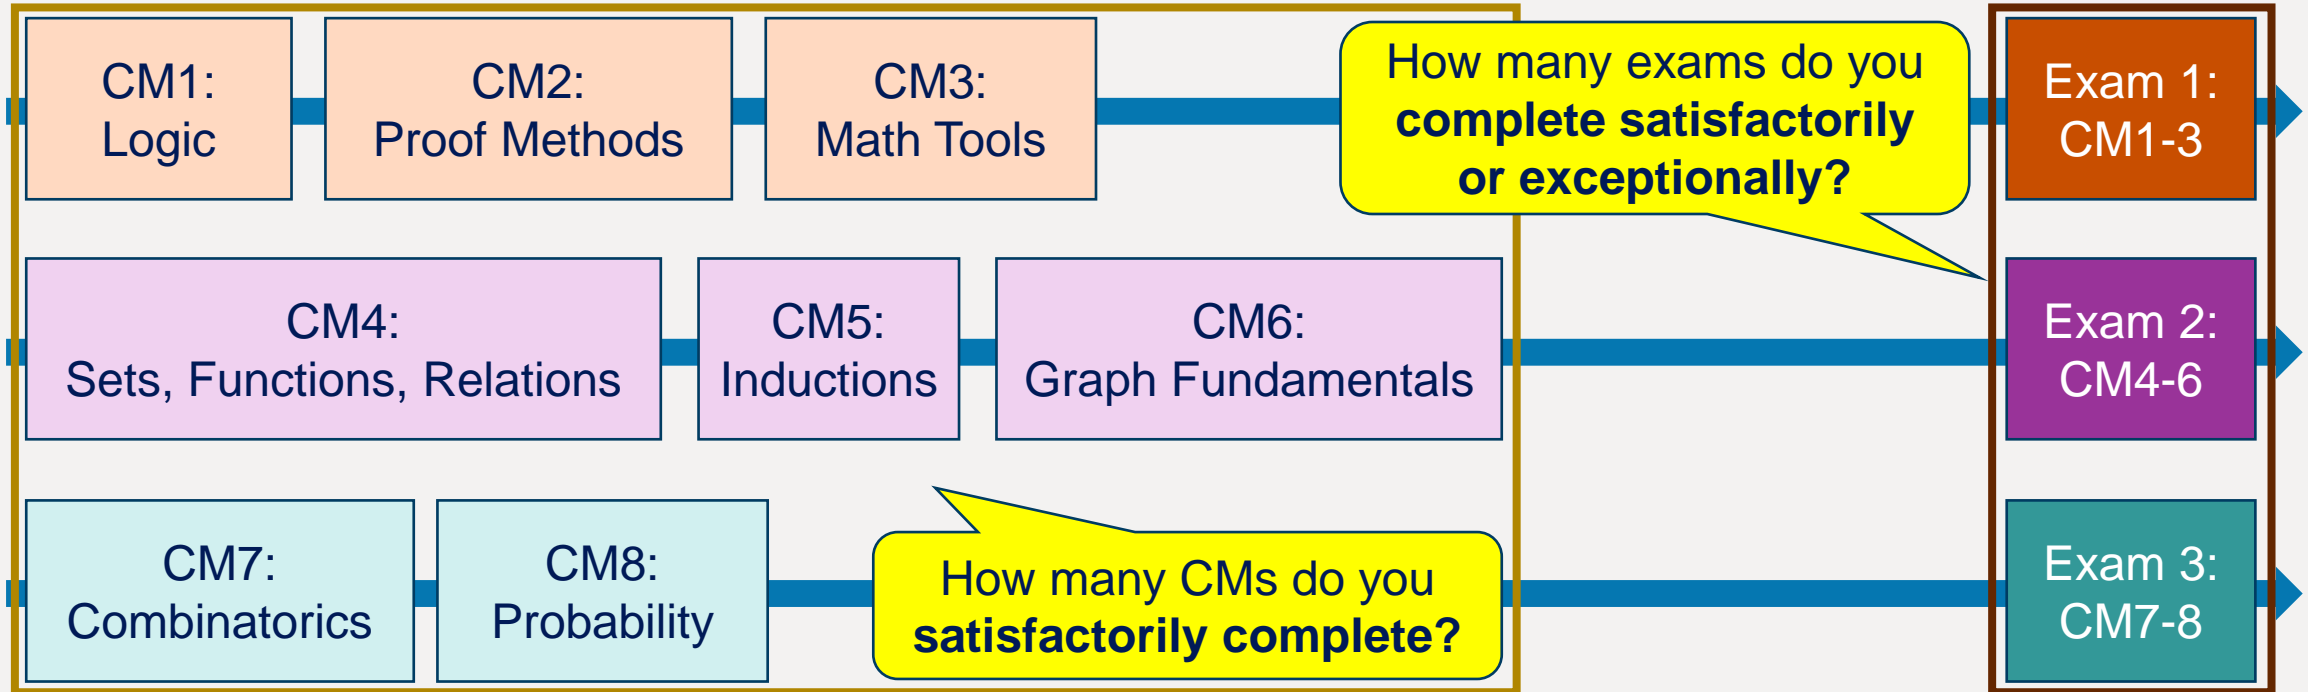 CM1:
Logic
CM2:
Proof Methods
CM3:
Math Tools
How many exams do you
complete satisfactorily
or exceptionally?
Exam 1:
CM1-3
CM4:
Sets, Functions, Relations
CM5:
Inductions
CM6:
Graph Fundamentals
Exam 2:
CM4-6
CM7:
Combinatorics
CM8:
Probability
How many CMs do you
satisfactorily complete?
Exam 3:
CM7-8